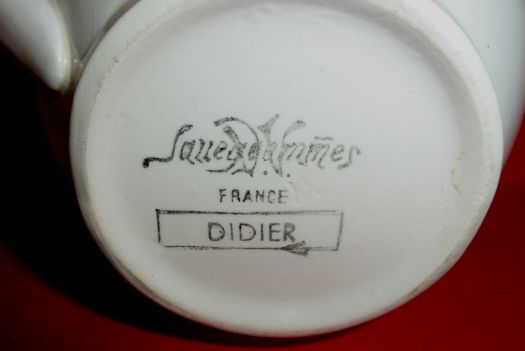 Sarreguemines
D.V.
FRANCE
DIDIER